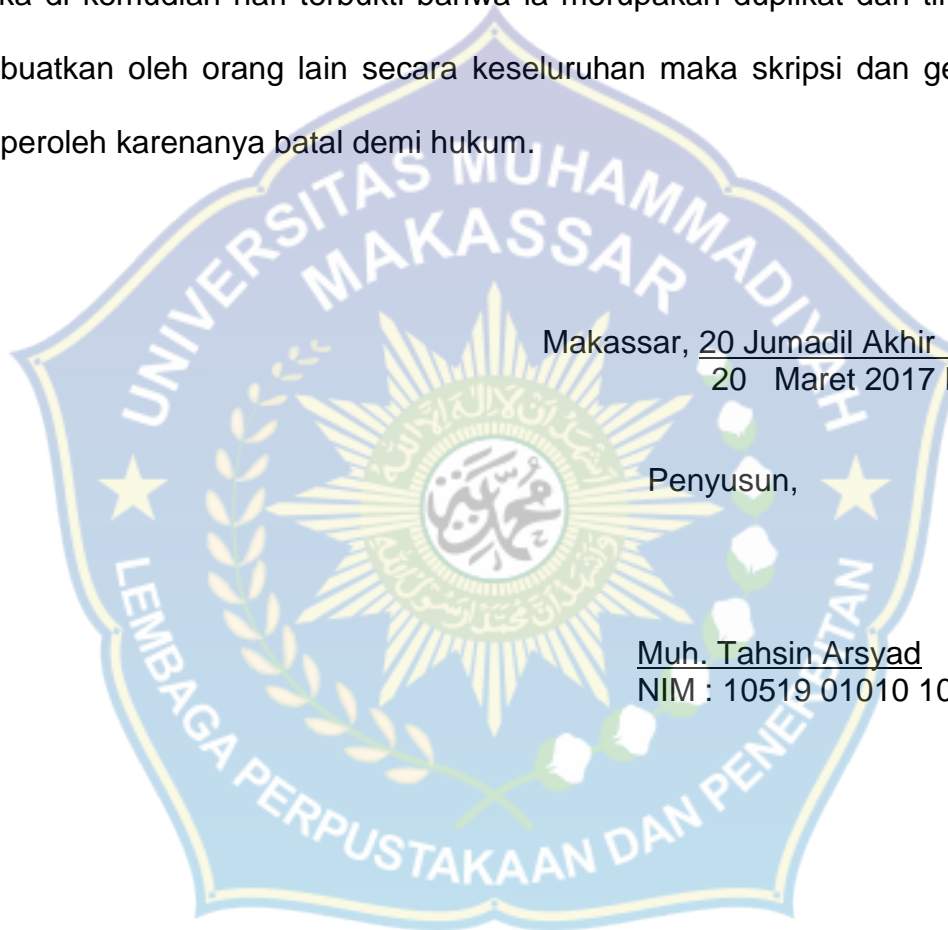 ka di kemudian hari terbukti bahwa ia merupakan duplikat dan
buatkan oleh orang lain secara keseluruhan maka skripsi dan
peroleh karenanya batal demi hukum.
UNIVERSITAS MUHAMMADIYAH
MAKASSAR
Makassar, 20 Jumadil Akhir
20 Maret 2017
Penyusun,
محمدية
Muh. Tahsin Arsyad
NIM : 10519 01010 10
LEMBAGA PERPUSTAKAAN DAN PENERBITAN